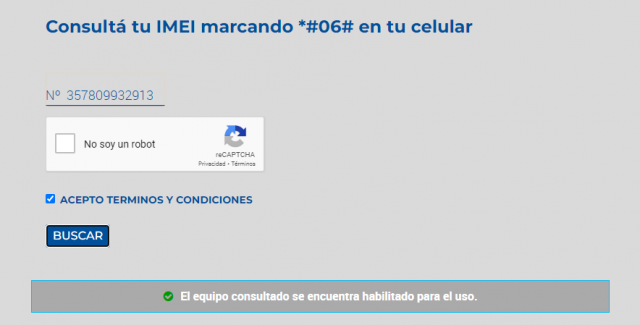 Consultá tu IMEI marcando *#06# en tu celular
Nº 357809932913
No soy un robot
reCAPTCHA
Privacidad - Términos
ACEPTO TERMINOS Y CONDICIONES
BUSCAR
El equipo consultado se encuentra habilitado para el uso.